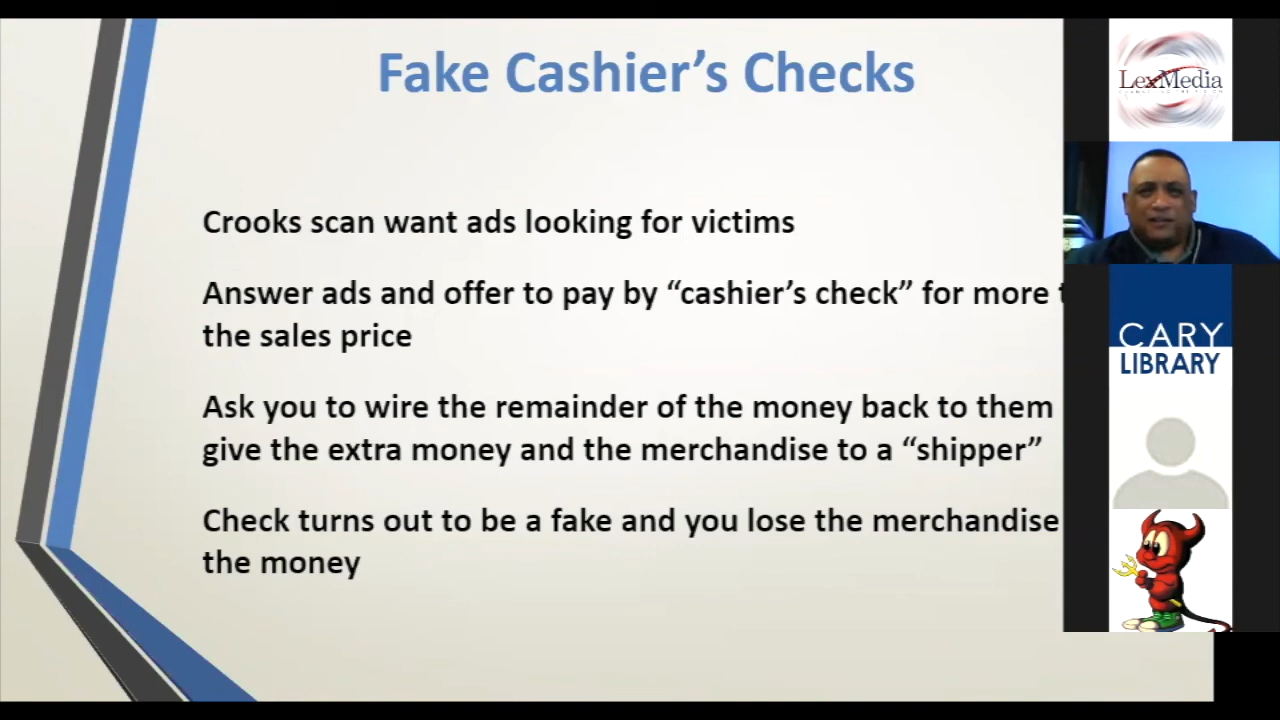 Fake Cashier’s Checks
Crooks scan want ads looking for victims
Answer ads and offer to pay by “cashier’s check” for more
the sales price
Ask you to wire the remainder of the money back to them
give the extra money and the merchandise to a “shipper”
Check turns out to be a fake and you lose the merchandise
the money
LexMedia
CARY
LIBRARY